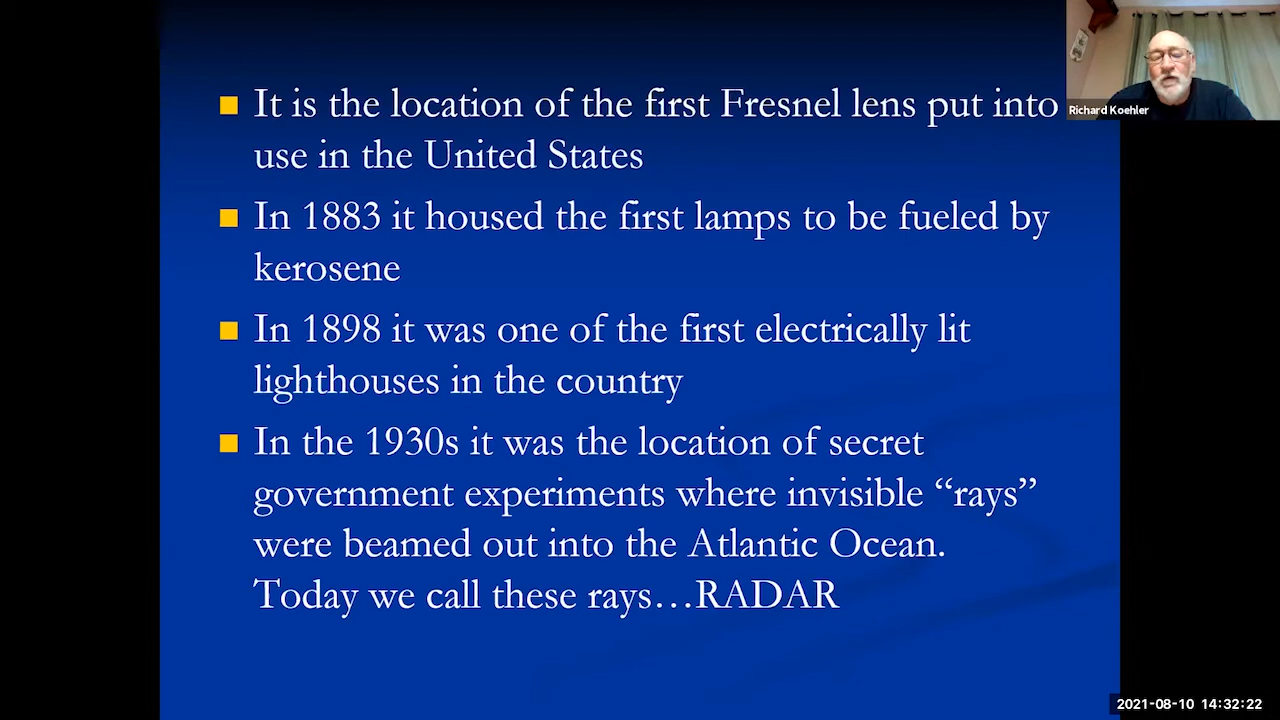 It is the location of the first Fresnel lens put into
use in the United States
In 1883 it housed the first lamps to be fueled by
kerosene
In 1898 it was one of the first electrically lit
lighthouses in the country
In the 1930s it was the location of secret
government experiments where invisible “rays”
were beamed out into the Atlantic Ocean.
Today we call these rays…RADAR
Richard Koehler
2021-08-10 14:32:22